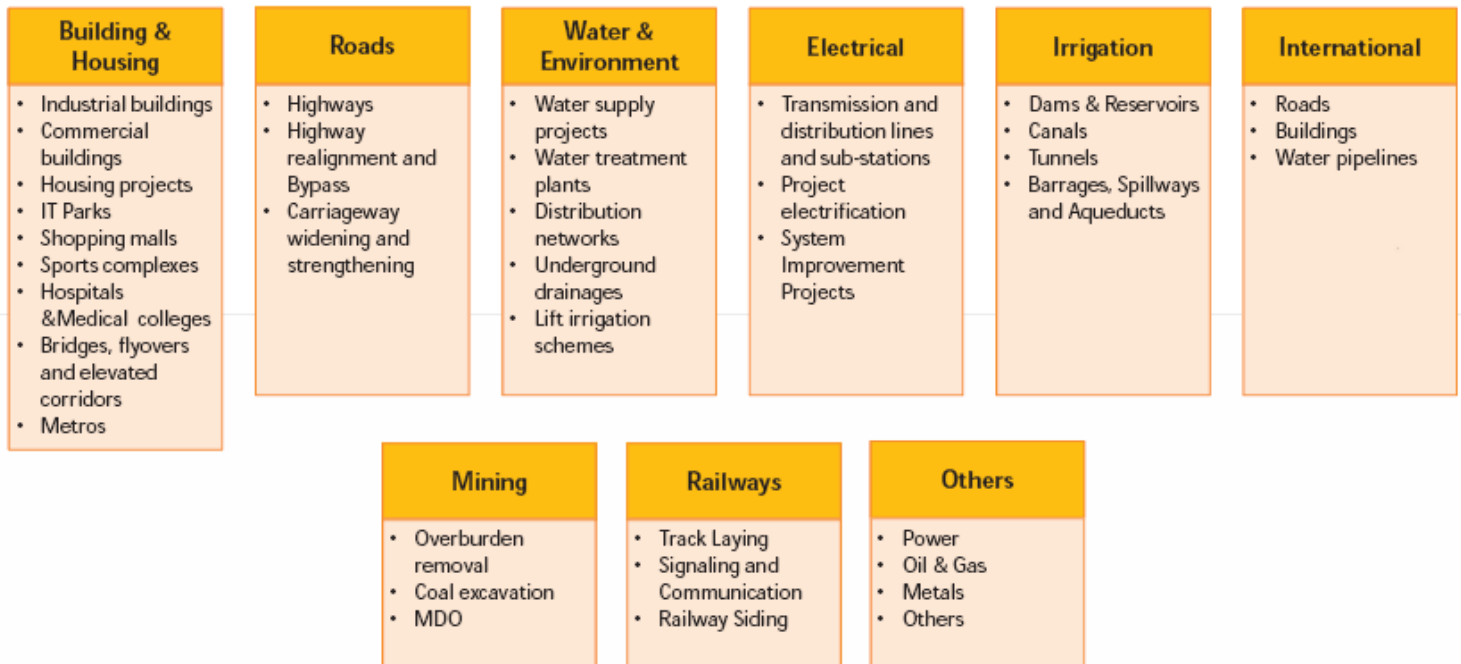 Building &
Housing
• Industrial buildings
• Commercial
buildings
• Housing projects
• IT Parks
• Shopping malls
• Sports complexes
• Hospitals
&Medical colleges
• Bridges, flyovers
and elevated
corridors
• Metros
Roads
• Highways
• Highway
realignment and
Bypass
• Carriageway
widening and
strengthening
Water &
Environment
• Water supply
projects
• Water treatment
plants
• Distribution
networks
• Underground
drainages
• Lift irrigation
schemes
Electrical
• Transmission and
distribution lines
and sub-stations
• Project
electrification
• System
Improvement
Projects
Irrigation
• Dams & Reservoirs
• Canals
• Tunnels
• Barrages, Spillways
and Aqueducts
International
• Roads
• Buildings
• Water pipelines
Mining
• Overburden
removal
• Coal excavation
• MDO
Railways
• Track Laying
• Signaling and
Communication
• Railway Siding
Others
• Power
• Oil & Gas
• Metals
• Others